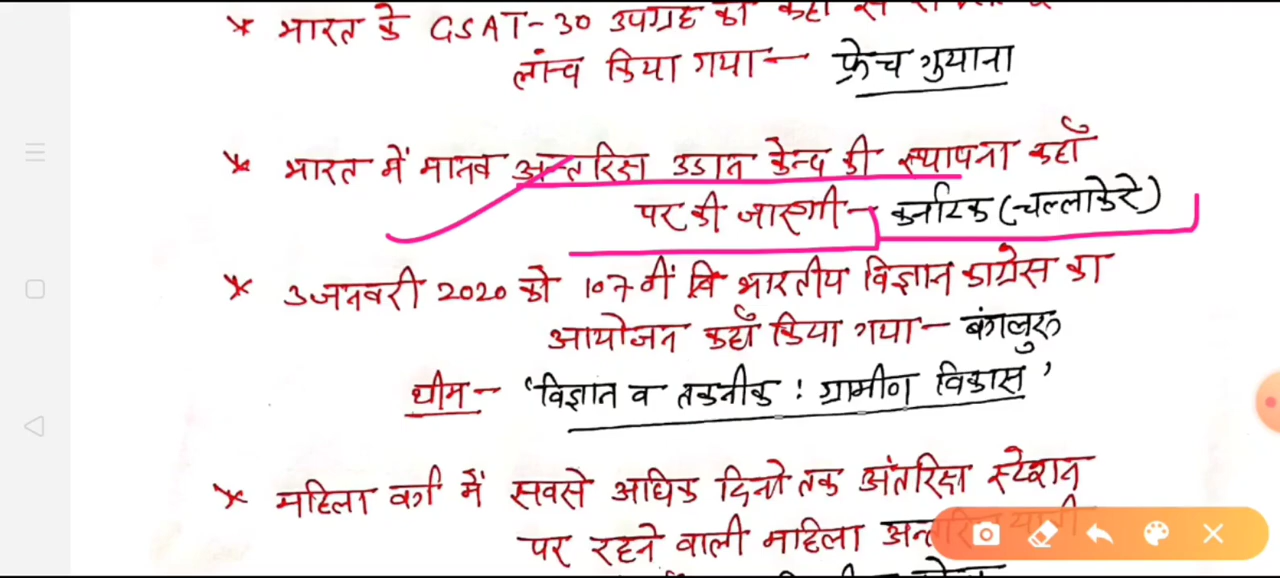 * भारत के GSAT-30 उपग्रह को कहाँ से
लांच किया गया— फ्रेंच गुयाना
* भारत में मानव अन्तरिक्ष उडान केन्द्र की स्थापना कहाँ
पर की जाएगी— कर्नाटक (चल्लाकेरे)
* 3 जनवरी 2020 को 107 वीं वि भारतीय विज्ञान कांग्रेस का
आयोजन कहाँ किया गया— बंगलुरु
थीम— 'विज्ञान व तकनीक : ग्रामीण विकास'
* महिला वर्ग में सबसे अधिक दिनो तक अंतरिक्ष स्टेशन
पर रहने वाली महिला